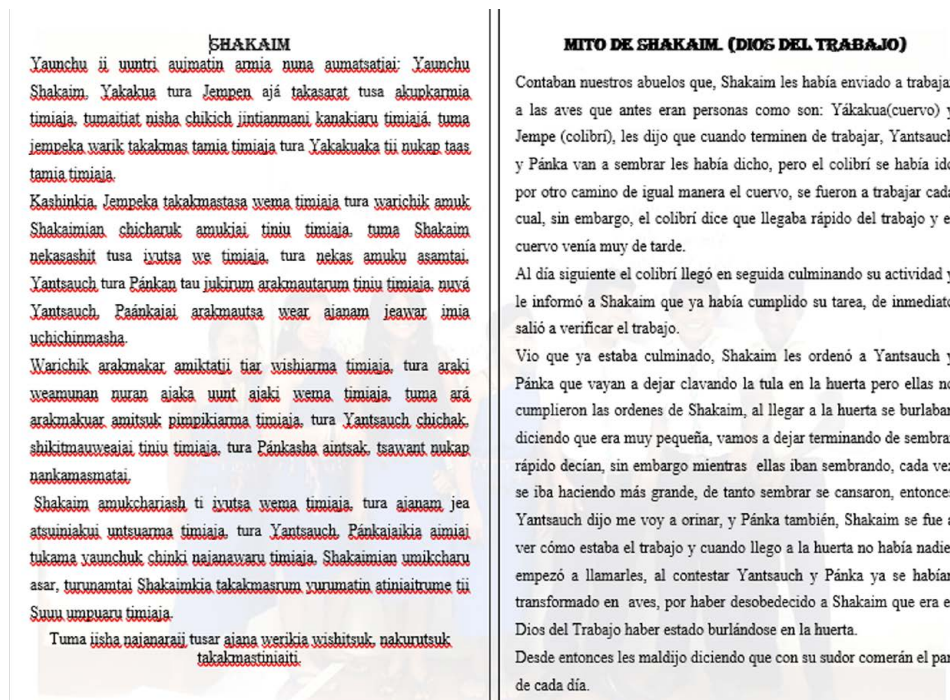 SHAKAIM
Yaunchu ii uuntri aujmatin armia nuna aumatsatjai: Yaunchu
Shakaim, Yakakua tura Jempen ajá takasarat tusa akupkarmia
timiaja, tumaitiat nisha chikich jintianmani kanakiaru timiajá, tuma
jempeka warik takakmas tamia timiaja tura Yakakuaka tii nukap taas
tamia timiaja.
Kashinkia, Jempeka takakmastasa wema timiaja tura warichik amuk
Shakaimian chicharuk amukjai tiniu timiaja, tuma Shakaim
nekasashit tusa iyutsa we timiaja, tura nekas amuku asamtai,
Yantsauch tura Pánkan tau jukirum arakmautarum tiniu timiaja, nuyá
Yantsauch, Paánkajai arakmautsa wear ajanam jeawar imia
uchichinmasha.
Warichik arakmakar amiktatji tiar wishiarma timiaja, tura araki
weamunan nuran ajaka uunt ajaki wema timiaja, tuma ará
arakmakuar amitsuk pimpikiarma timiaja, tura Yantsauch chichak,
shikitmauweajai tiniu timiaja, tura Pánkasha aintsak, tsawant nukap
nankamasmatai,
Shakaim amukchariash ti iyutsa wema timiaja, tura ajanam jea
atsuiniakui untsuarma timiaja, tura Yantsauch, Pánkajaikia aimiaj
tukama yaunchuk chinki najanawaru timiaja, Shakaimian umikcharu
asar, turunamtai Shakaimkia takakmasrum yurumatin atiniaitrume tii
Suuu umpuaru timiaja.
Tuma iisha najanaraij tusar ajana werikia wishitsuk, nakurutsuk
takakmastiniaiti.
MITO DE SHAKAIM. (DIOS DEL TRABAJO)
Contaban nuestros abuelos que, Shakaim les había enviado a trabajar
a las aves que antes eran personas como son: Yákakua(cuervo) y
Jempe (colibrí), les dijo que cuando terminen de trabajar, Yantsauch
y Pánka van a sembrar les había dicho, pero el colibrí se había ido
por otro camino de igual manera el cuervo, se fueron a trabajar cada
cual, sin embargo, el colibrí dice que llegaba rápido del trabajo y el
cuervo venía muy de tarde.
Al día siguiente el colibrí llegó en seguida culminando su actividad y
le informó a Shakaim que ya había cumplido su tarea, de inmediato
salió a verificar el trabajo.
Vio que ya estaba culminado, Shakaim les ordenó a Yantsauch y
Pánka que vayan a dejar clavando la tula en la huerta pero ellas no
cumplieron las ordenes de Shakaim, al llegar a la huerta se burlaban
diciendo que era muy pequeña, vamos a dejar terminando de sembrar
rápido decían, sin embargo mientras ellas iban sembrando, cada vez
se iba haciendo más grande, de tanto sembrar se cansaron, entonces
Yantsauch dijo me voy a orinar, y Pánka también, Shakaim se fue a
ver cómo estaba el trabajo y cuando llego a la huerta no había nadie,
empezó a llamarles, al contestar Yantsauch y Pánka ya se habían
transformado en aves, por haber desobedecido a Shakaim que era el
Dios del Trabajo haber estado burlándose en la huerta.
Desde entonces les maldijo diciendo que con su sudor comerán el pan
de cada día.